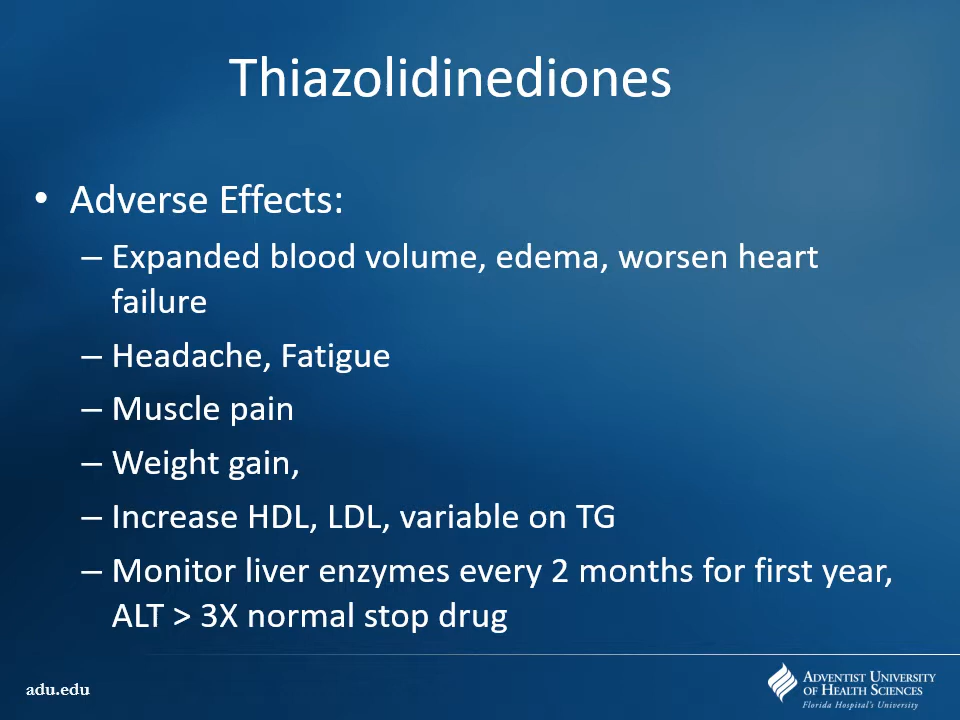 Thiazolidinediones
• Adverse Effects:
– Expanded blood volume, edema, worsen heart
failure
– Headache, Fatigue
– Muscle pain
– Weight gain,
– Increase HDL, LDL, variable on TG
– Monitor liver enzymes every 2 months for first year,
ALT > 3X normal stop drug
adu.edu
ADVENTIST UNIVERSITY
OF HEALTH SCIENCES
Florida Hospital's University